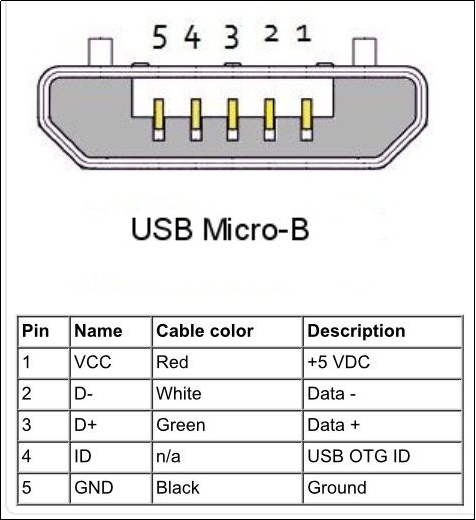 5 4 3 2 1
USB Micro-B
Pin Name Cable color Description
1 VCC Red +5 VDC
2 D- White Data -
3 D+ Green Data +
4 ID n/a USB OTG ID
5 GND Black Ground